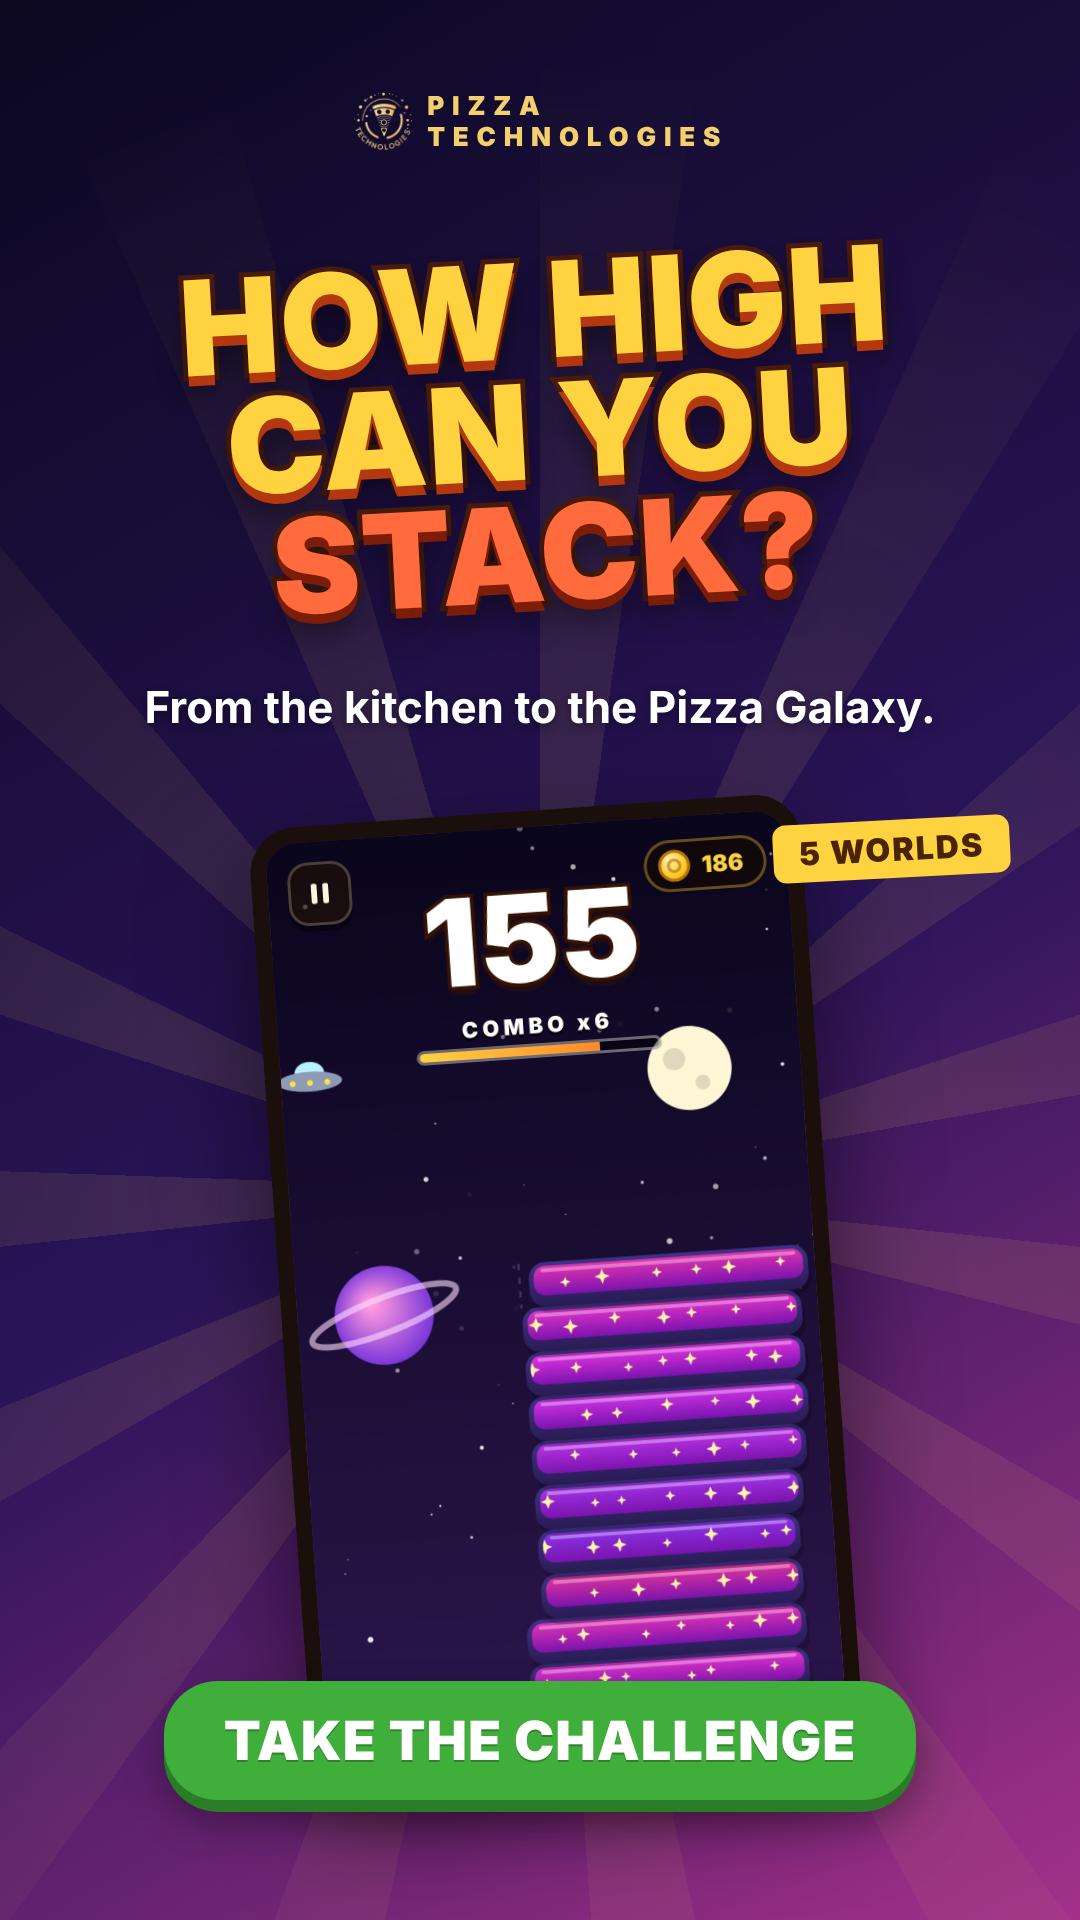 PIZZA
TECHNOLOGIES
TECHNOLOGIES
HOW HIGH
CAN YOU
STACK?
From the kitchen to the Pizza Galaxy.
5 WORLDS
186
155
COMBO x6
TAKE THE CHALLENGE